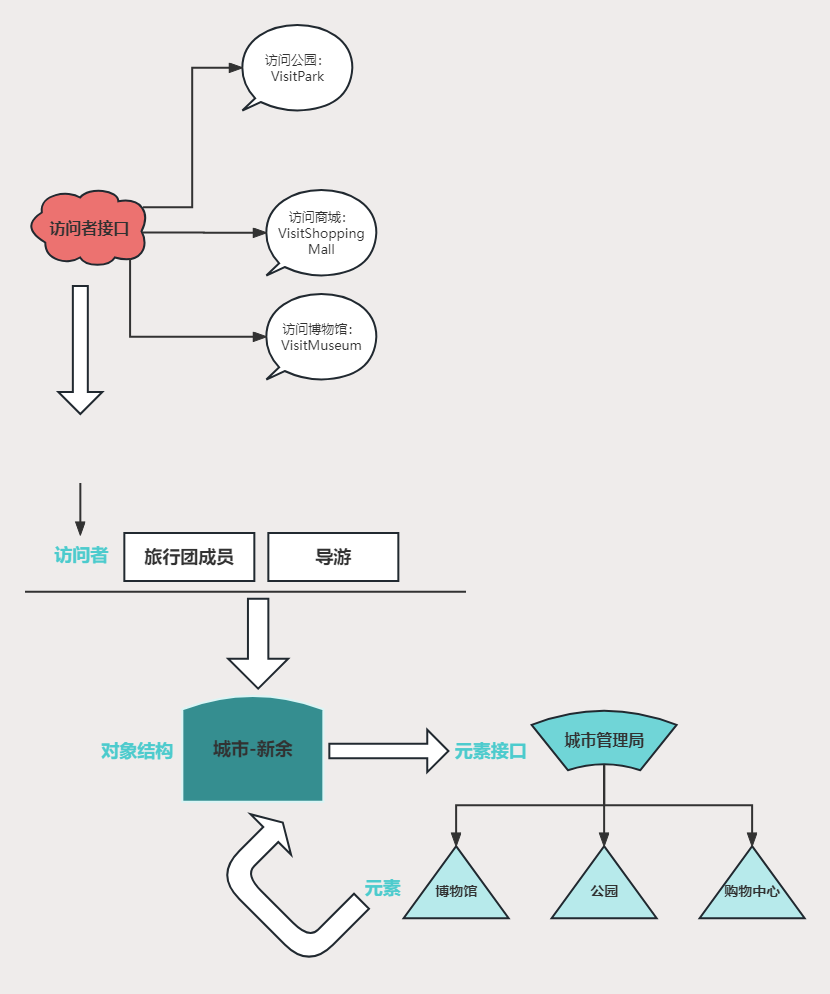 访问公园：
VisitPark
访问者接口
访问商城：
VisitShopping
Mall
访问博物馆：
VisitMuseum
访问者
旅行团成员
导游
对象结构
城市-新余
元素接口
城市管理局
元素
博物馆
公园
购物中心